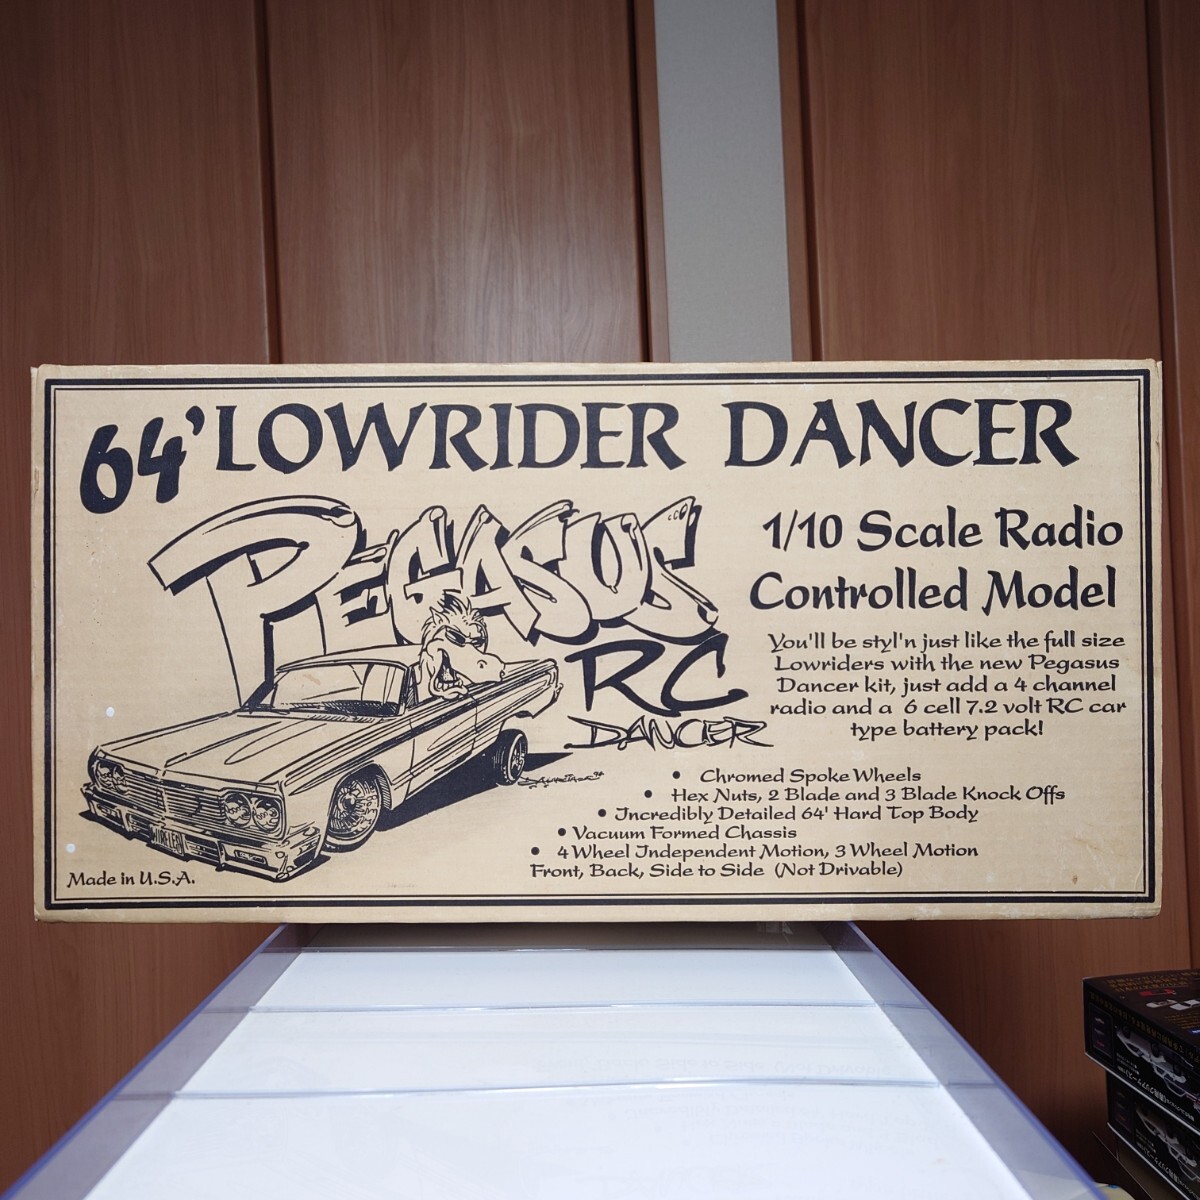 64' LOWRIDER DANCER
PEGASUS
RC
DANCER
1/10 Scale Radio
Controlled Model
You'll be styl'n just like the full size
Lowriders with the new Pegasus
Dancer kit, just add a 4 channel
radio and a 6 cell 7.2 volt RC car
type battery pack!
• Chromed Spoke Wheels
• Hex Nuts, 2 Blade and 3 Blade Knock Offs
• Incredibly Detailed 64' Hard Top Body
• Vacuum Formed Chassis
• 4 Wheel Independent Motion, 3 Wheel Motion
Front, Back, Side to Side (Not Drivable)
Made in U.S.A.